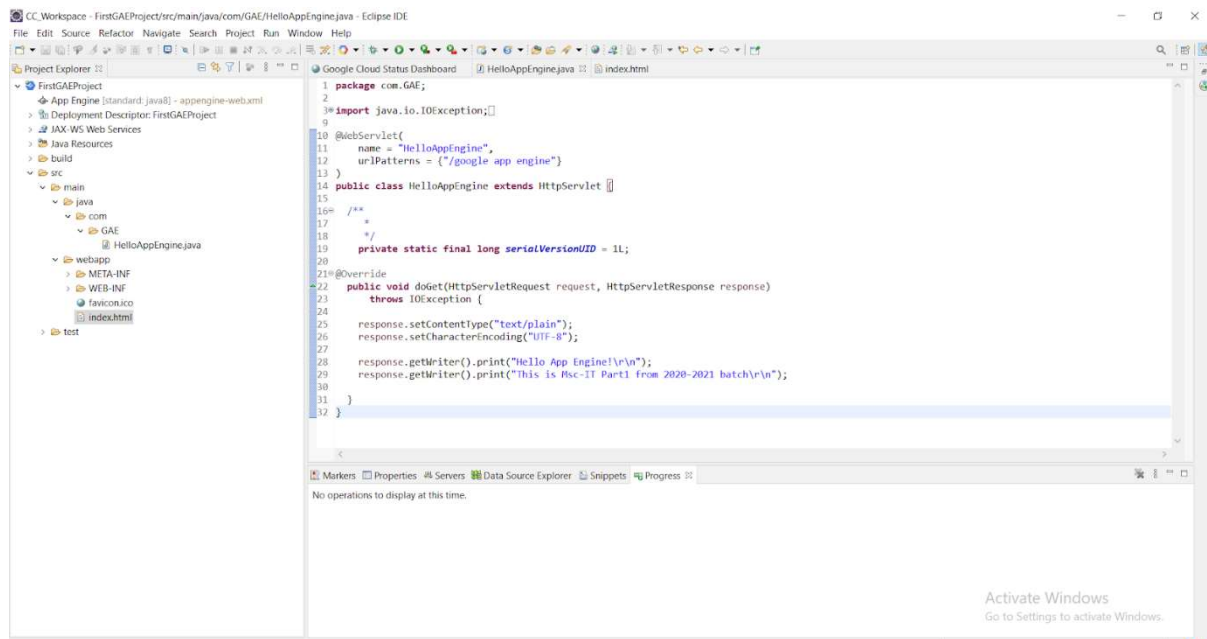 CC_Workspace - FirstGAEProject/src/main/java/com/GAE/HelloAppEngine.java - Eclipse IDE
File Edit Source Refactor Navigate Search Project Run Window Help
Project Explorer
FirstGAEProject
App Engine [standard: java8] - appengine-web.xml
Deployment Descriptor: FirstGAEProject
JAX-WS Web Services
Java Resources
build
src
main
java
com
GAE
HelloAppEngine.java
webapp
META-INF
WEB-INF
favicon.ico
index.html
test
Google Cloud Status Dashboard HelloAppEngine.java index.html
1 package com.GAE;
2
3 import java.io.IOException;
9
10 @WebServlet(
11 name = "HelloAppEngine",
12 urlPatterns = {"/google app engine"}
13 )
14 public class HelloAppEngine extends HttpServlet {
15
16 /**
17 *
18 */
19 private static final long serialVersionUID = 1L;
20
21 @Override
22 public void doGet(HttpServletRequest request, HttpServletResponse response)
23 throws IOException {
24
25 response.setContentType("text/plain");
26 response.setCharacterEncoding("UTF-8");
27
28 response.getWriter().print("Hello App Engine!\r\n");
29 response.getWriter().print("This is Msc-IT Part1 from 2020-2021 batch\r\n");
30
31 }
32 }
Markers Properties Servers Data Source Explorer Snippets Progress
No operations to display at this time.
Activate Windows
Go to Settings to activate Windows.